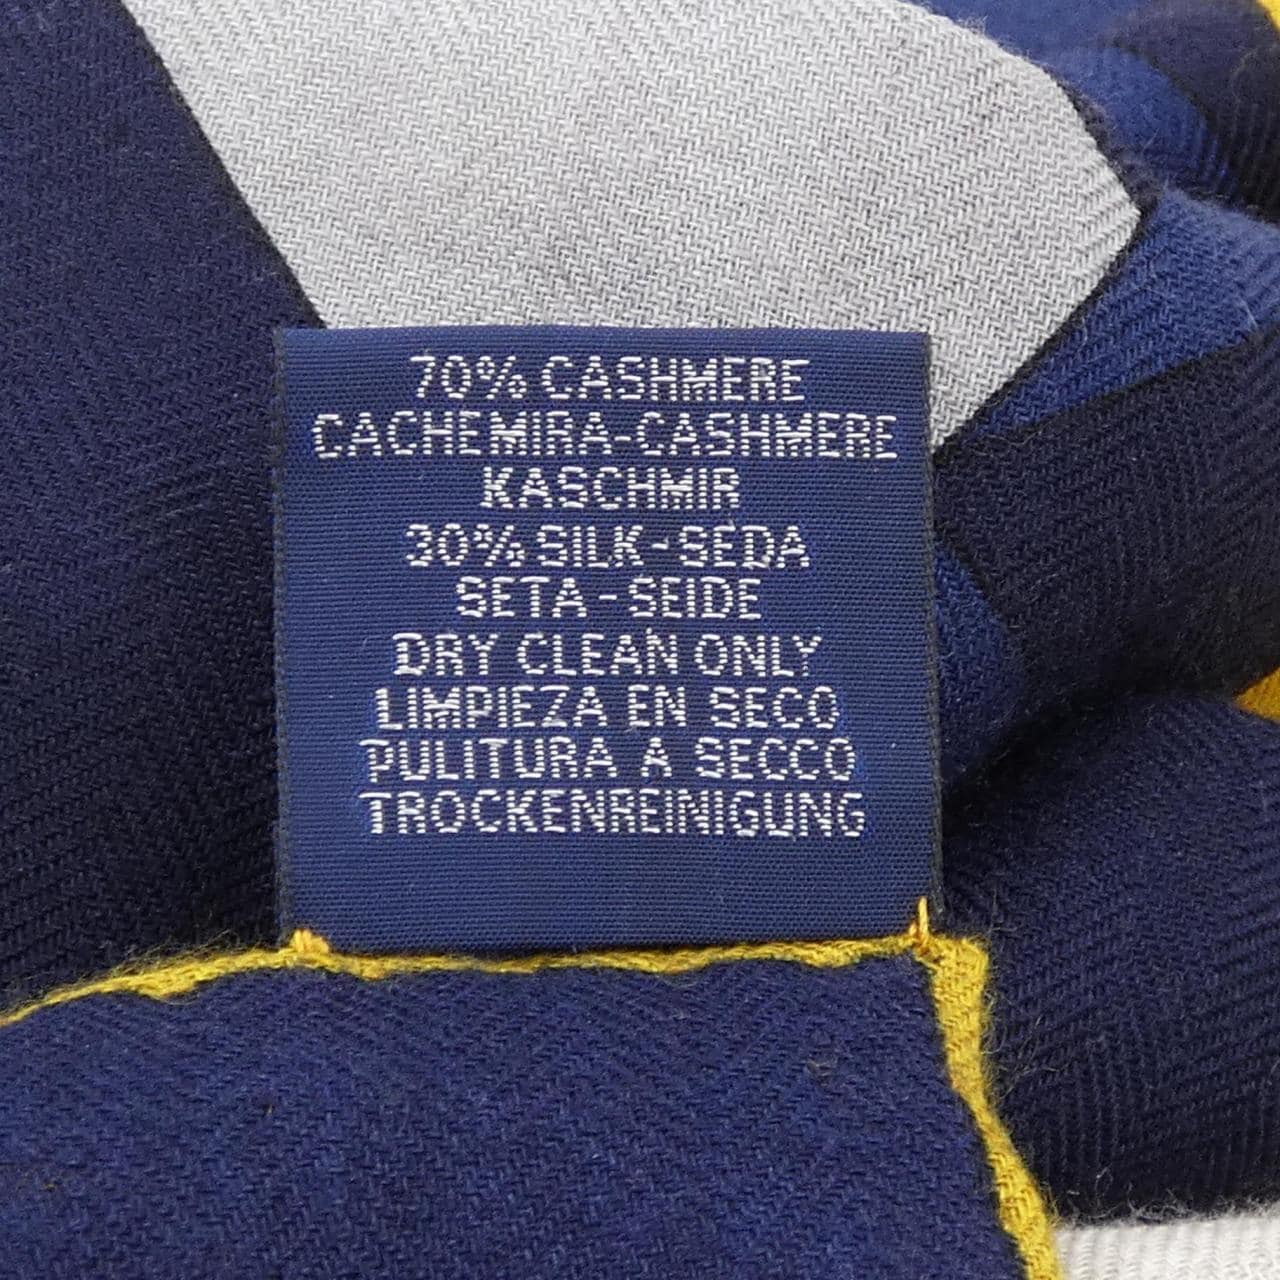 70% CASHMERE
CACHEMIRA-CASHMERE
KASCHMIR
30% SILK-SEDA
SETA-SEIDE
DRY CLEAN ONLY
LIMPIEZA EN SECO
PULITURA A SECCO
TROCKENREINIGUNG